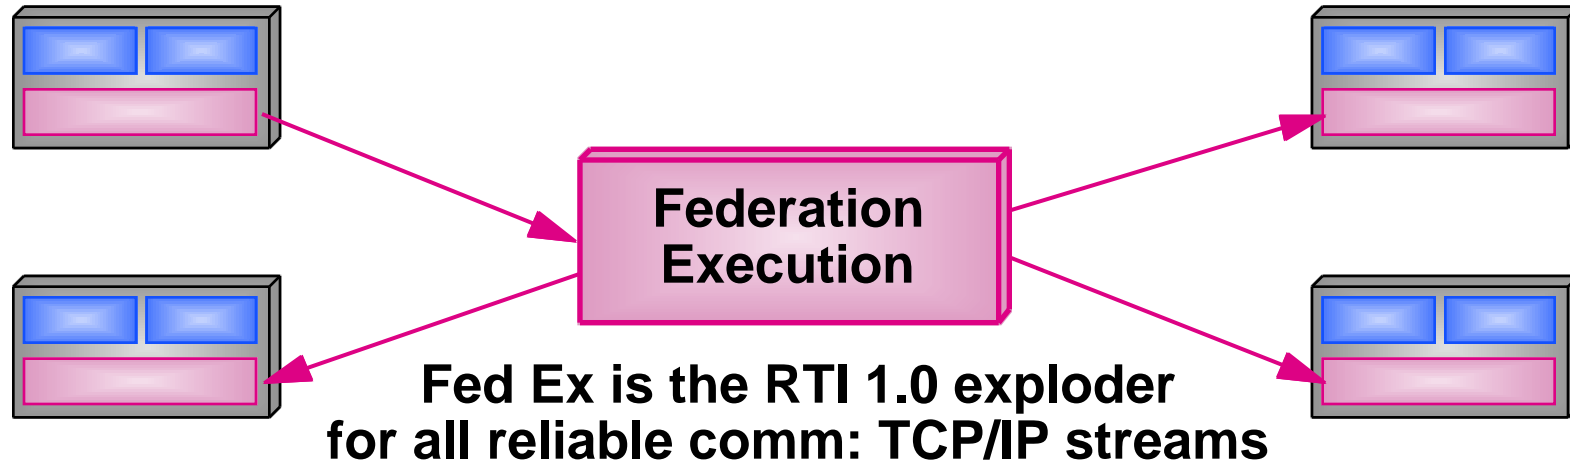 Federation
Execution
Fed Ex is the RTI 1.0 exploder
for all reliable comm: TCP/IP streams